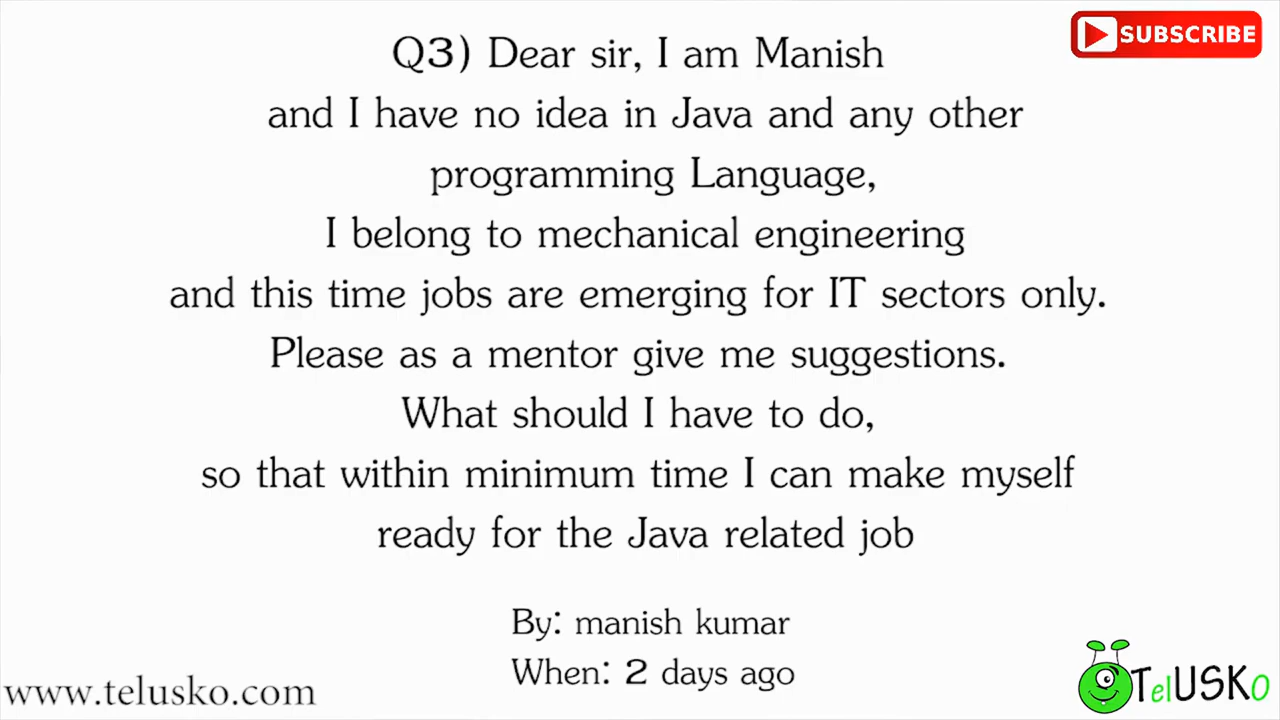 SUBSCRIBE
Q3) Dear sir, I am Manish
and I have no idea in Java and any other
programming Language,
I belong to mechanical engineering
and this time jobs are emerging for IT sectors only.
Please as a mentor give me suggestions.
What should I have to do,
so that within minimum time I can make myself
ready for the Java related job
By: manish kumar
When: 2 days ago
www.telusko.com
TelUSKo